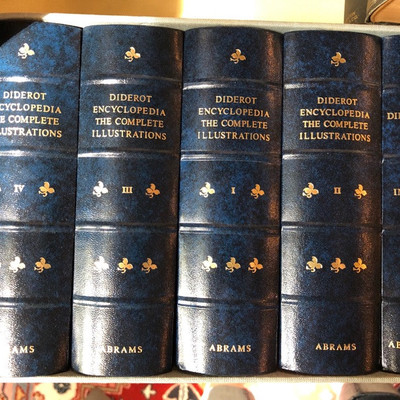 DIDEROT
ENCYCLOPEDIA
THE COMPLETE
ILLUSTRATIONS
IV
ABRAMS
DIDEROT
ENCYCLOPEDIA
THE COMPLETE
ILLUSTRATIONS
III
ABRAMS
DIDEROT
ENCYCLOPEDIA
THE COMPLETE
ILLUSTRATIONS
I
ABRAMS
DIDEROT
ENCYCLOPEDIA
THE COMPLETE
ILLUSTRATIONS
II
ABRAMS